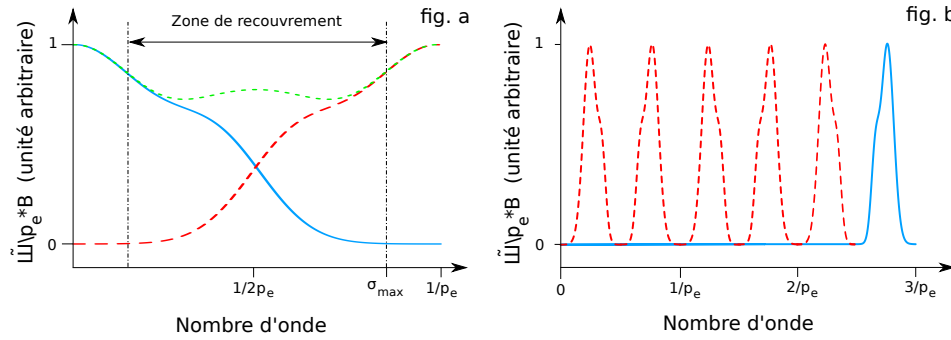 fig. a
Zone de recouvrement
Ш̃\p_e*B (unité arbitraire)
1
0
1/2p_e
σ_max
1/p_e
Nombre d'onde
fig. b
Ш̃\p_e*B (unité arbitraire)
1
0
0
1/p_e
2/p_e
3/p_e
Nombre d'onde